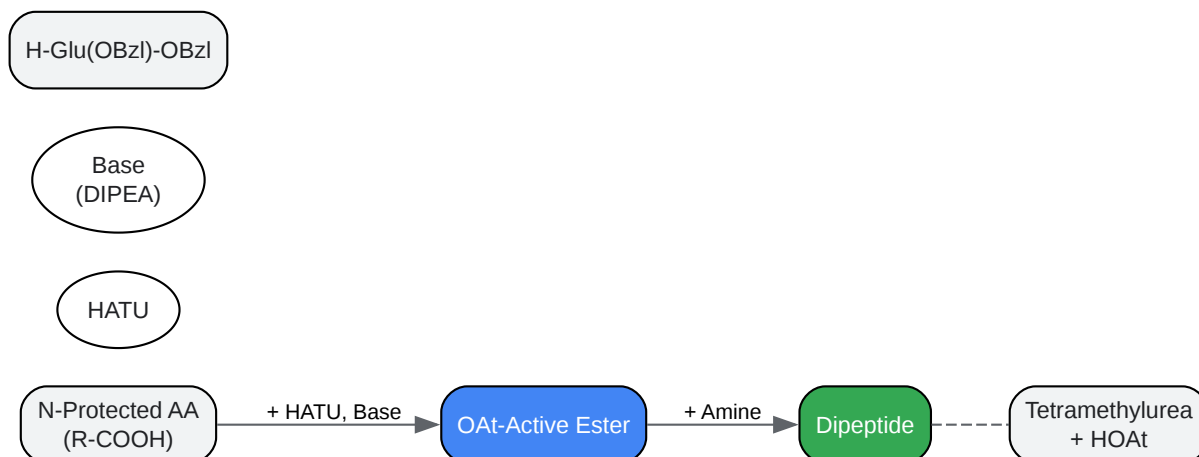 H-Glu(OBzl)-OBzl
Base
(DIPEA)
HATU
N-Protected AA
(R-COOH)
+ HATU, Base
OAt-Active Ester
+ Amine
Dipeptide
Tetramethylurea
+ HOAt